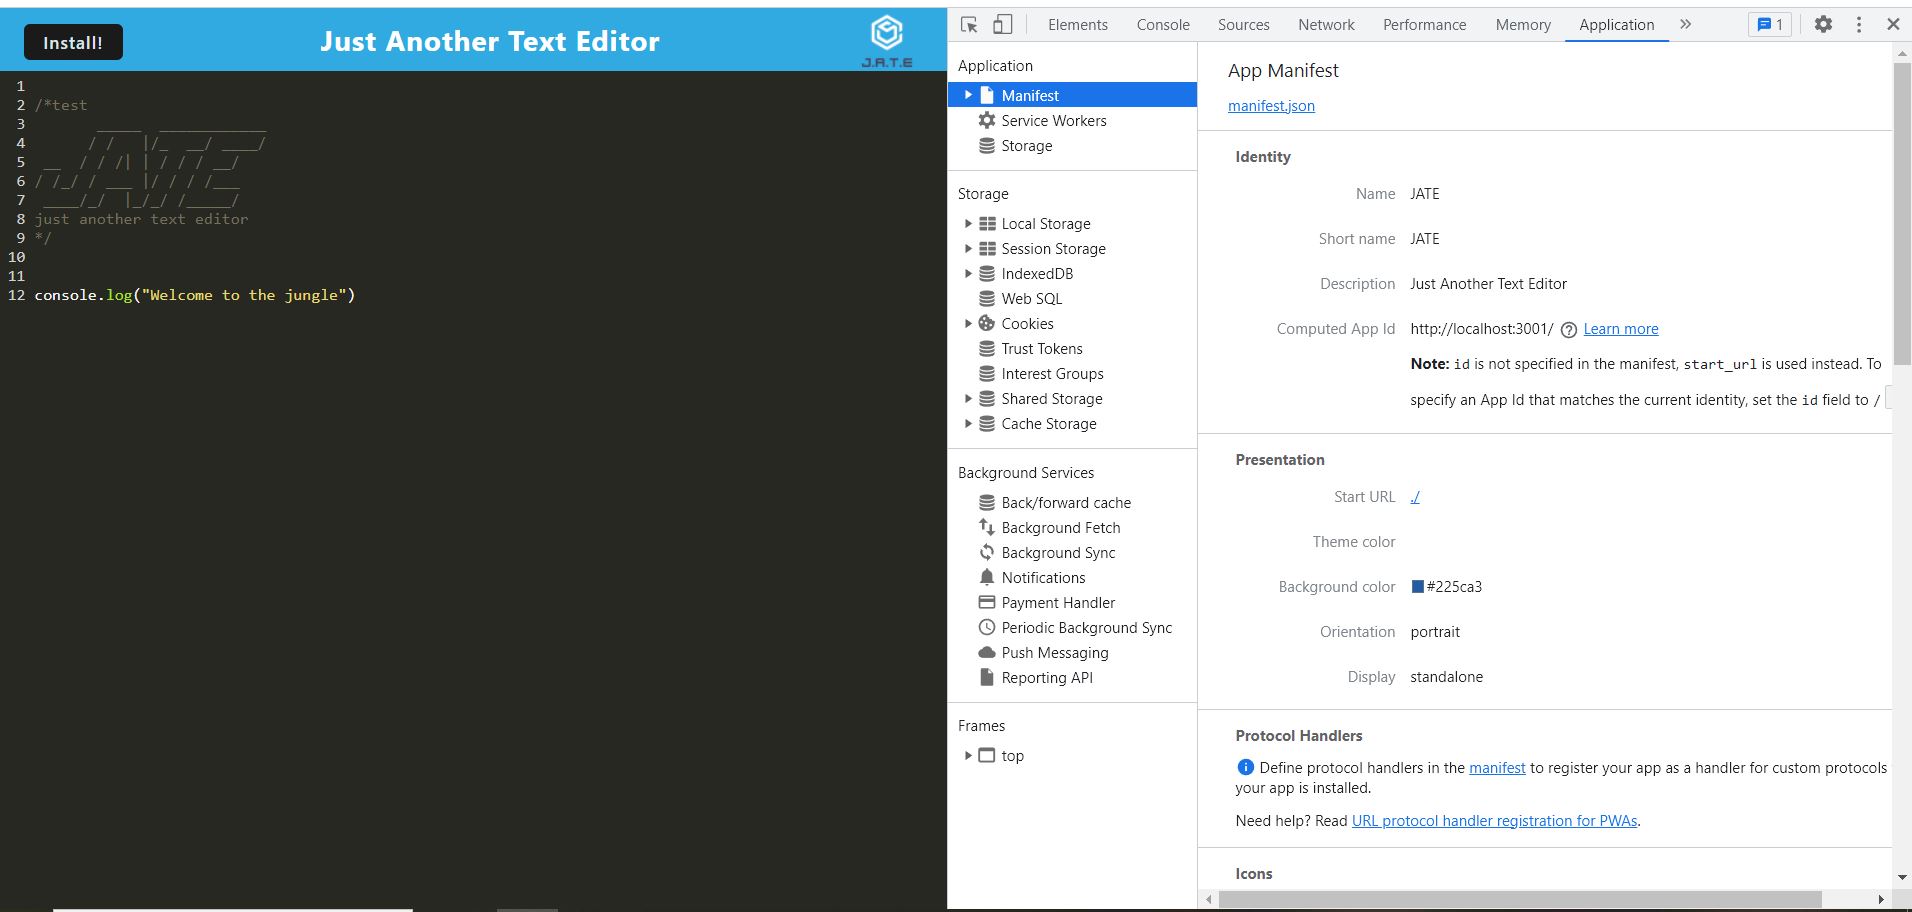 Install!
Just Another Text Editor
J.A.T.E
1
2 /*test
3        _____  ____________
4       / /   |/_  __/ ____/
5  __  / / /| | / / / __/
6 / /_/ / ___ |/ / / /___
7  ____/_/  |_/_/ /_____/
8 just another text editor
9 */
10
11
12 console.log("Welcome to the jungle")
Elements Console Sources Network Performance Memory Application » 1
Application
Manifest
Service Workers
Storage
Storage
Local Storage
Session Storage
IndexedDB
Web SQL
Cookies
Trust Tokens
Interest Groups
Shared Storage
Cache Storage
Background Services
Back/forward cache
Background Fetch
Background Sync
Notifications
Payment Handler
Periodic Background Sync
Push Messaging
Reporting API
Frames
top
App Manifest
manifest.json
Identity
Name JATE
Short name JATE
Description Just Another Text Editor
Computed App Id http://localhost:3001/ ? Learn more
Note: id is not specified in the manifest, start_url is used instead. To
specify an App Id that matches the current identity, set the id field to /
Presentation
Start URL ./
Theme color
Background color #225ca3
Orientation portrait
Display standalone
Protocol Handlers
Define protocol handlers in the manifest to register your app as a handler for custom protocols
your app is installed.
Need help? Read URL protocol handler registration for PWAs.
Icons